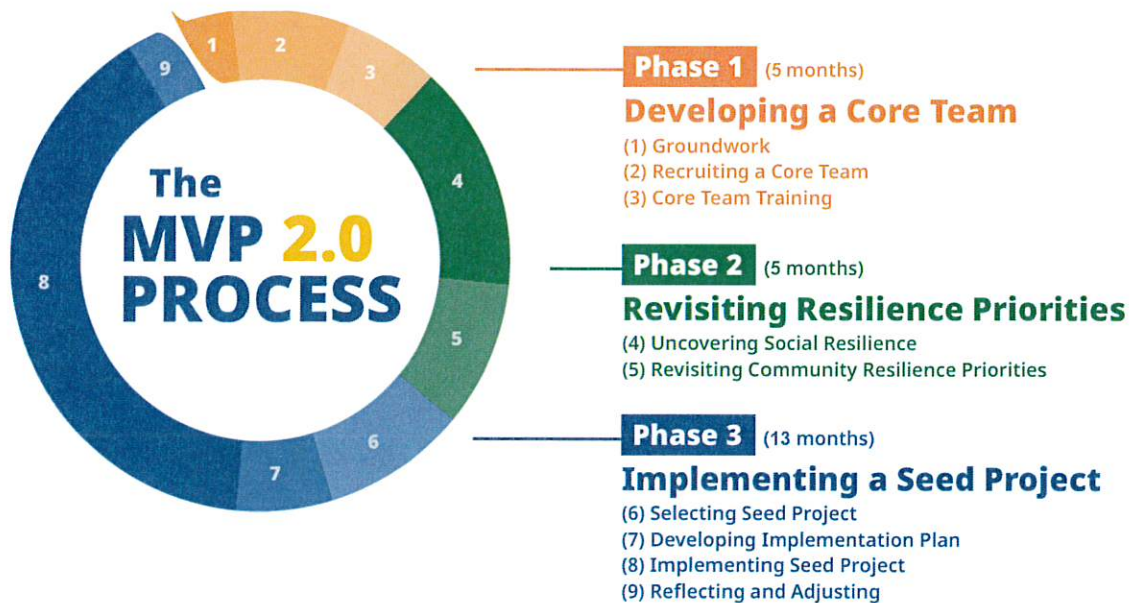 1
2
3
4
5
6
7
8
9
The
MVP 2.0
PROCESS
Phase 1 (5 months)
Developing a Core Team
(1) Groundwork
(2) Recruiting a Core Team
(3) Core Team Training
Phase 2 (5 months)
Revisiting Resilience Priorities
(4) Uncovering Social Resilience
(5) Revisiting Community Resilience Priorities
Phase 3 (13 months)
Implementing a Seed Project
(6) Selecting Seed Project
(7) Developing Implementation Plan
(8) Implementing Seed Project
(9) Reflecting and Adjusting